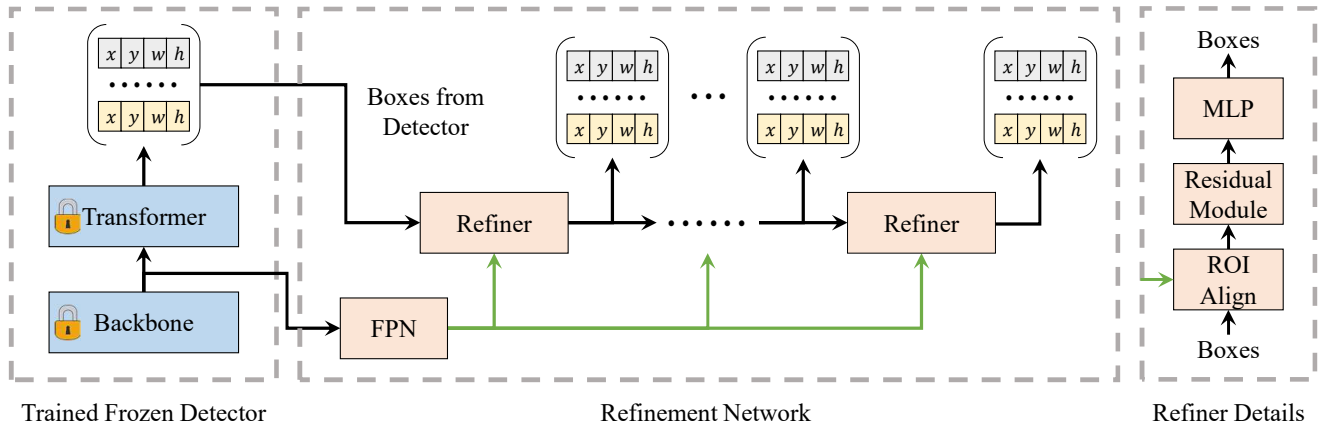 x y w h
......
x y w h
Transformer
Backbone
Trained Frozen Detector
Boxes from
Detector
x y w h
......
x y w h
...
x y w h
......
x y w h
x y w h
......
x y w h
Refiner
......
Refiner
FPN
Refinement Network
Boxes
MLP
Residual
Module
ROI
Align
Boxes
Refiner Details